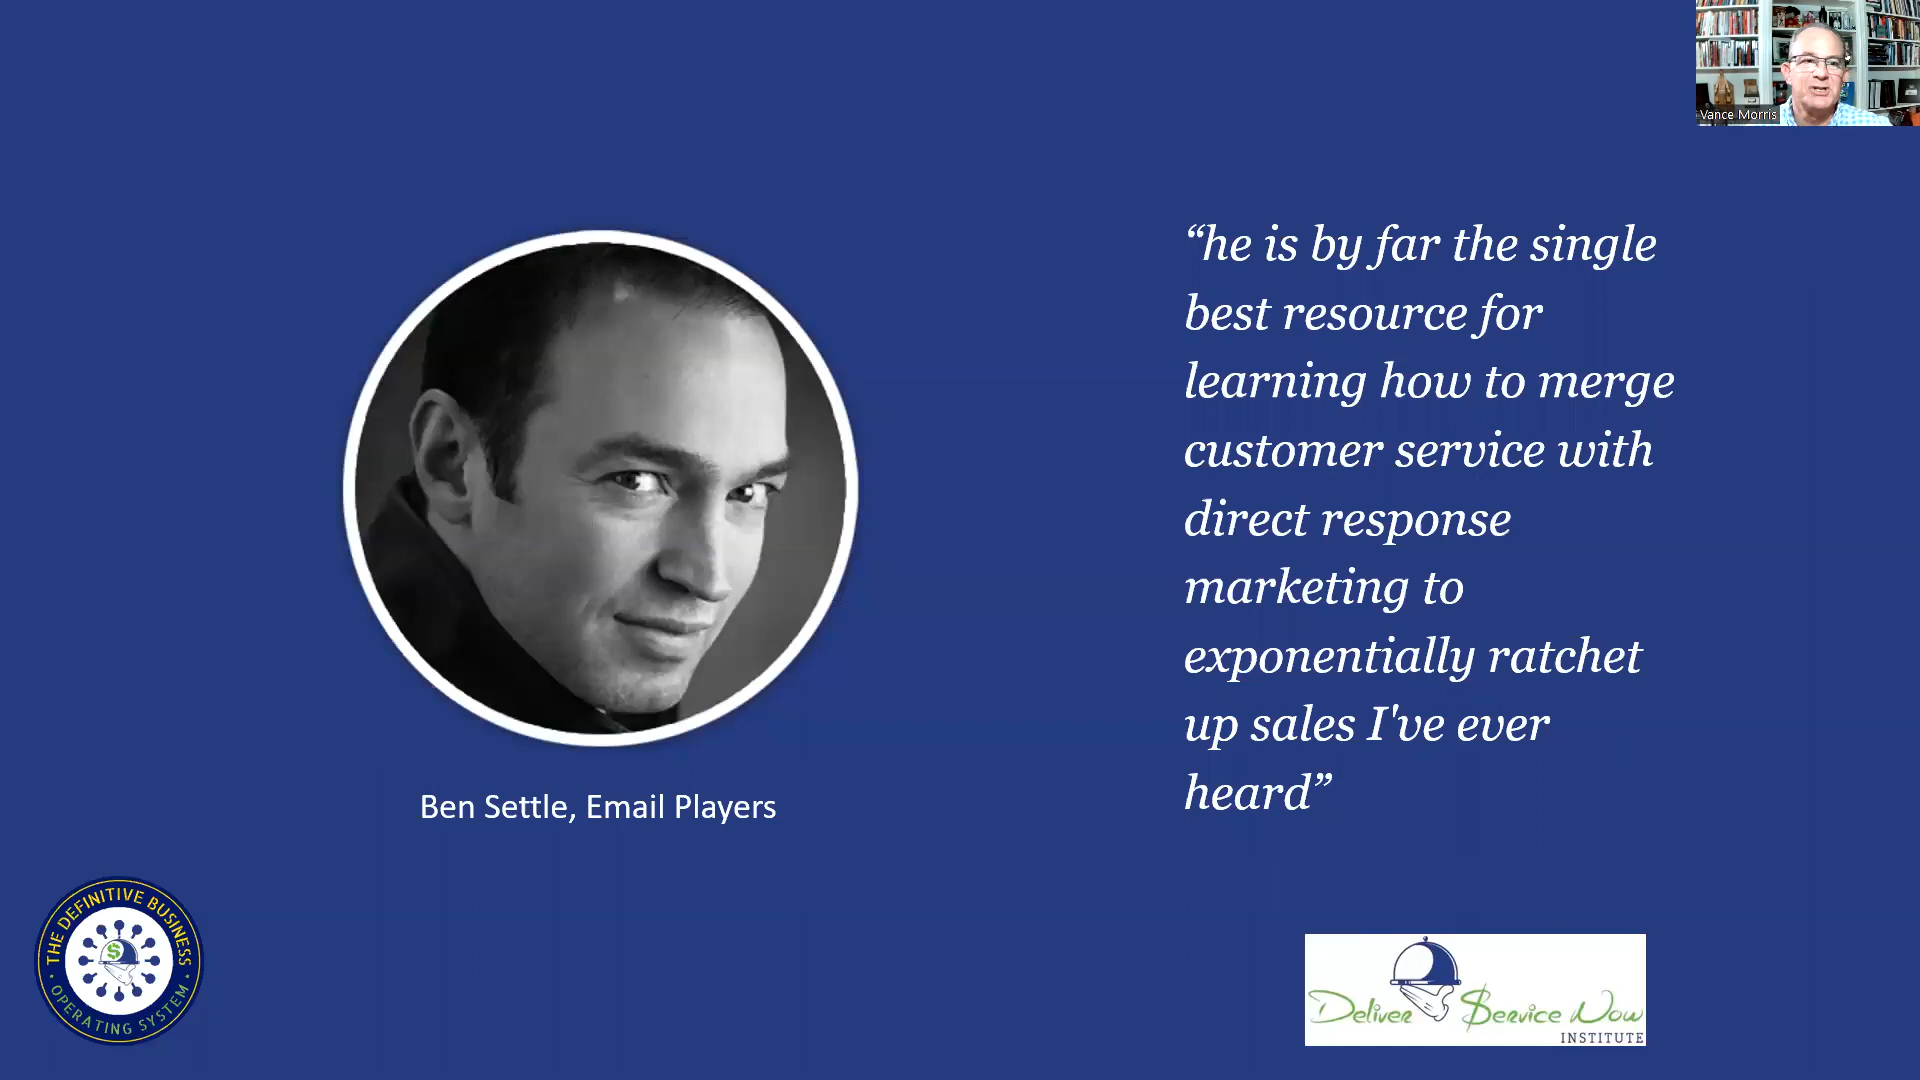 Vance Morris
“he is by far the single
best resource for
learning how to merge
customer service with
direct response
marketing to
exponentially ratchet
up sales I've ever
heard”
Ben Settle, Email Players
THE DEFINITIVE BUSINESS
OPERATING SYSTEM
$
Deliver $ervice Now
INSTITUTE